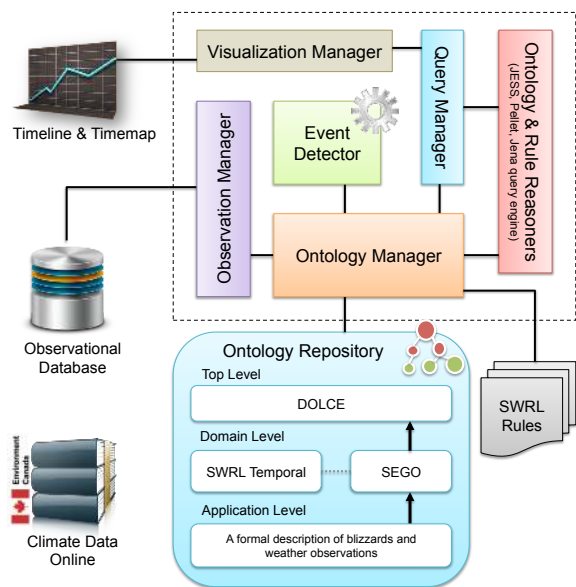 Visualization Manager
Timeline & Timemap
Query Manager
Ontology & Rule Reasoners
(JESS, Pellet, Jena query engine)
Observation Manager
Event
Detector
Ontology Manager
Observational
Database
Ontology Repository
Top Level
DOLCE
Domain Level
SWRL Temporal
SEGO
Application Level
A formal description of blizzards and
weather observations
SWRL
Rules
Environment
Canada
Climate Data
Online